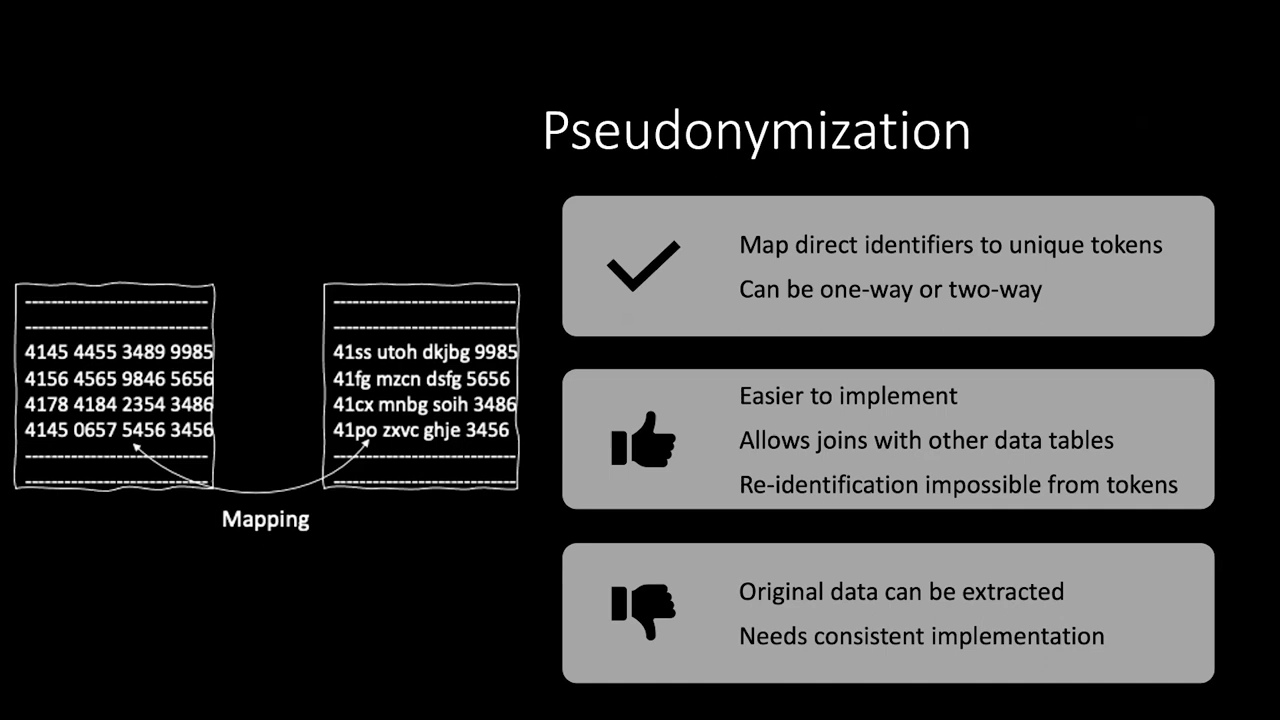 Pseudonymization
Map direct identifiers to unique tokens
Can be one-way or two-way
Easier to implement
Allows joins with other data tables
Re-identification impossible from tokens
Original data can be extracted
Needs consistent implementation
4145 4455 3489 9985
4156 4565 9846 5656
4178 4184 2354 3486
4145 0657 5456 3456
41ss utoh dkjbg 9985
41fg mzcn dsfg 5656
41cx mnbg soih 3486
41po zxvc ghje 3456
Mapping